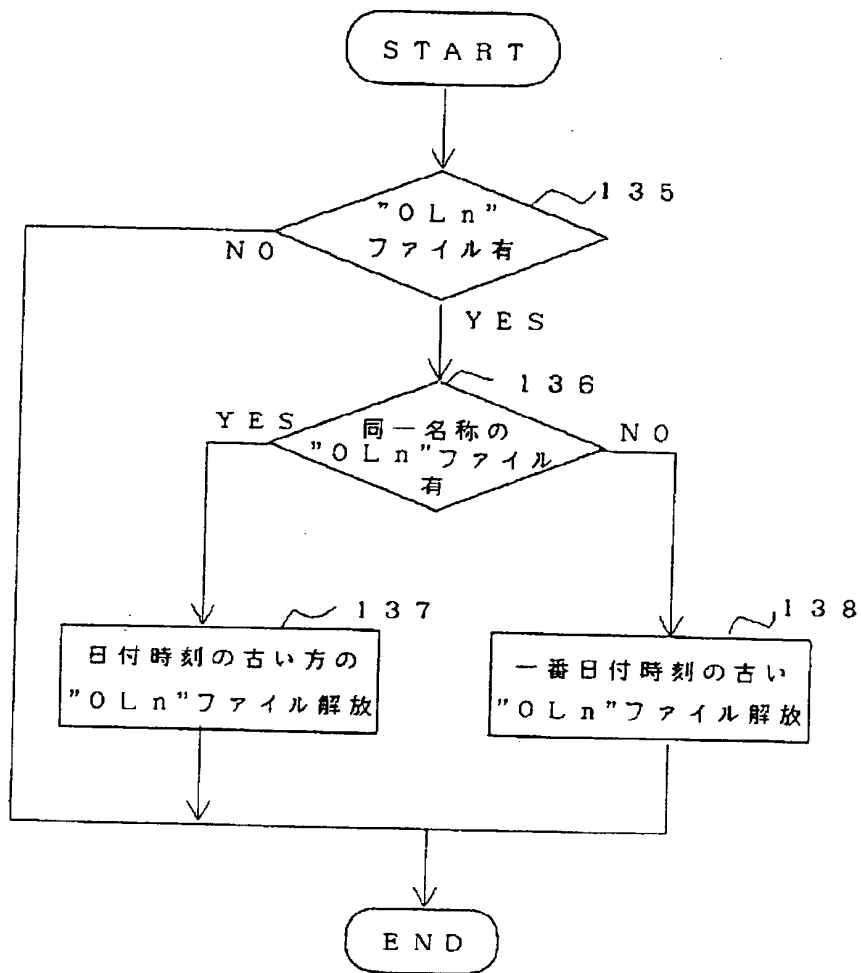 START
135
"OLn"
ファイル有
NO
YES
136
YES
同一名称の
"OLn"ファイル
有
NO
137
日付時刻の古い方の
"OLn"ファイル解放
138
一番日付時刻の古い
"OLn"ファイル解放
END